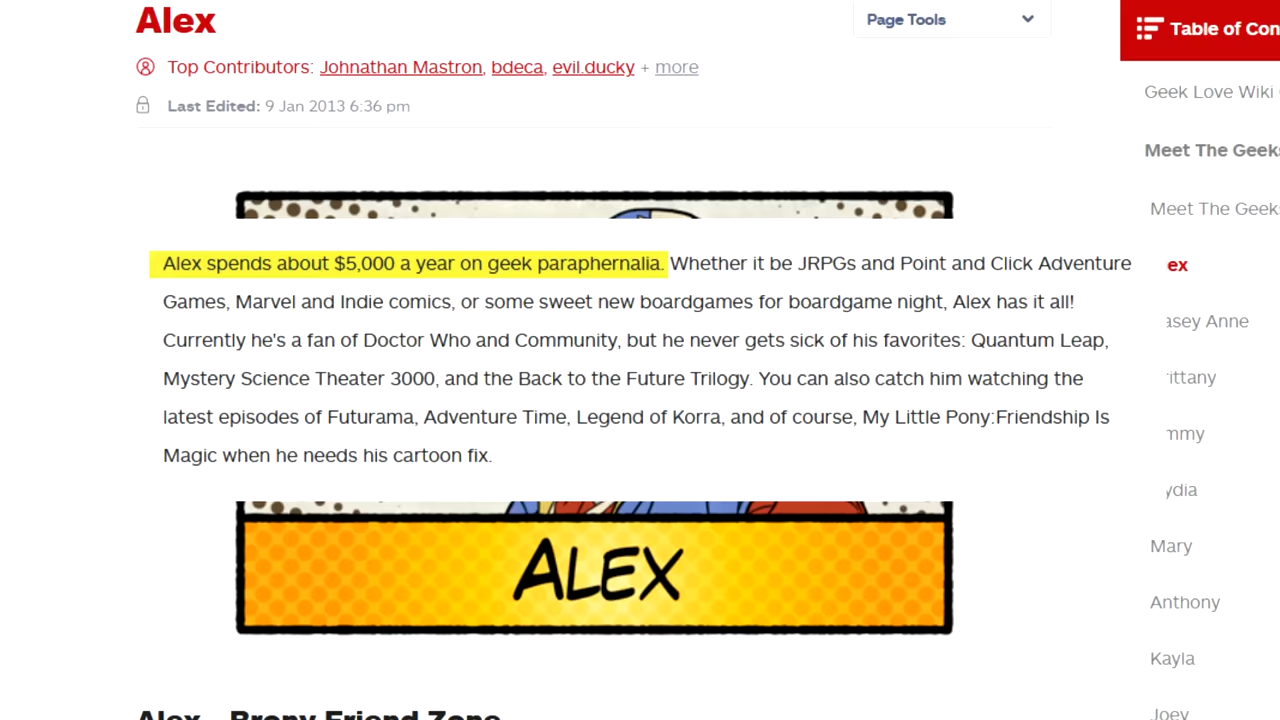 Alex
Page Tools
Table of Con
Top Contributors: Johnathan Mastron, bdeca, evil.ducky + more
Last Edited: 9 Jan 2013 6:36 pm
Geek Love Wiki
Meet The Geeks
Meet The Geeks
ex
asey Anne
rittany
mmy
ydia
Mary
Anthony
Kayla
Joey
Alex spends about $5,000 a year on geek paraphernalia. Whether it be JRPGs and Point and Click Adventure
Games, Marvel and Indie comics, or some sweet new boardgames for boardgame night, Alex has it all!
Currently he's a fan of Doctor Who and Community, but he never gets sick of his favorites: Quantum Leap,
Mystery Science Theater 3000, and the Back to the Future Trilogy. You can also catch him watching the
latest episodes of Futurama, Adventure Time, Legend of Korra, and of course, My Little Pony:Friendship Is
Magic when he needs his cartoon fix.
ALEX
Alex - Brony Friend Zone